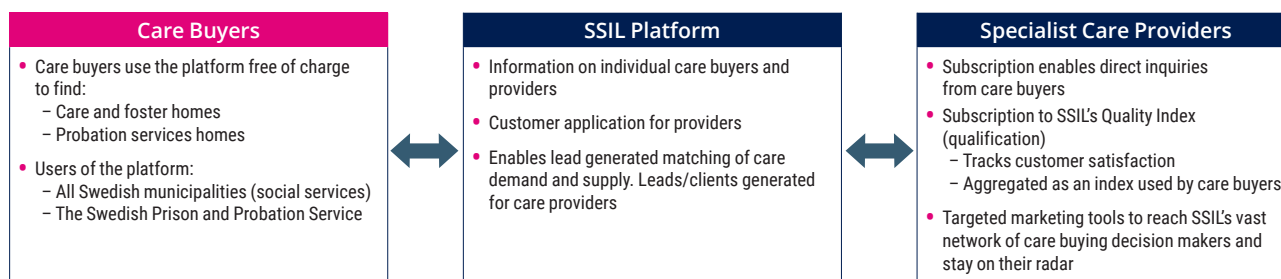 Care Buyers
• Care buyers use the platform free of charge
to find:
– Care and foster homes
– Probation services homes
• Users of the platform:
– All Swedish municipalities (social services)
– The Swedish Prison and Probation Service
SSIL Platform
• Information on individual care buyers and
providers
• Customer application for providers
• Enables lead generated matching of care
demand and supply. Leads/clients generated
for care providers
Specialist Care Providers
• Subscription enables direct inquiries
from care buyers
• Subscription to SSIL's Quality Index
(qualification)
– Tracks customer satisfaction
– Aggregated as an index used by care buyers
• Targeted marketing tools to reach SSIL's vast
network of care buying decision makers and
stay on their radar